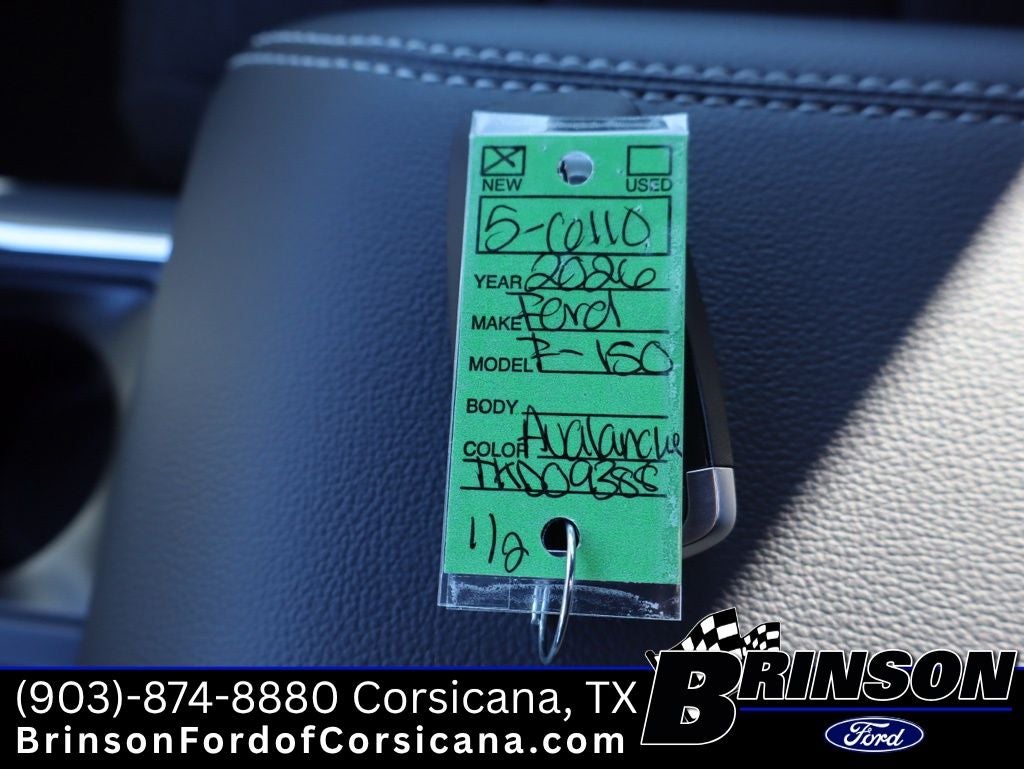 NEW USED
5-6110
YEAR 2026
MAKE Ford
MODEL F-150
BODY
COLOR Avalanche
TKD09388
1/2
(903)-874-8880 Corsicana, TX
BrinsonFordofCorsicana.com
BRINSON
Ford